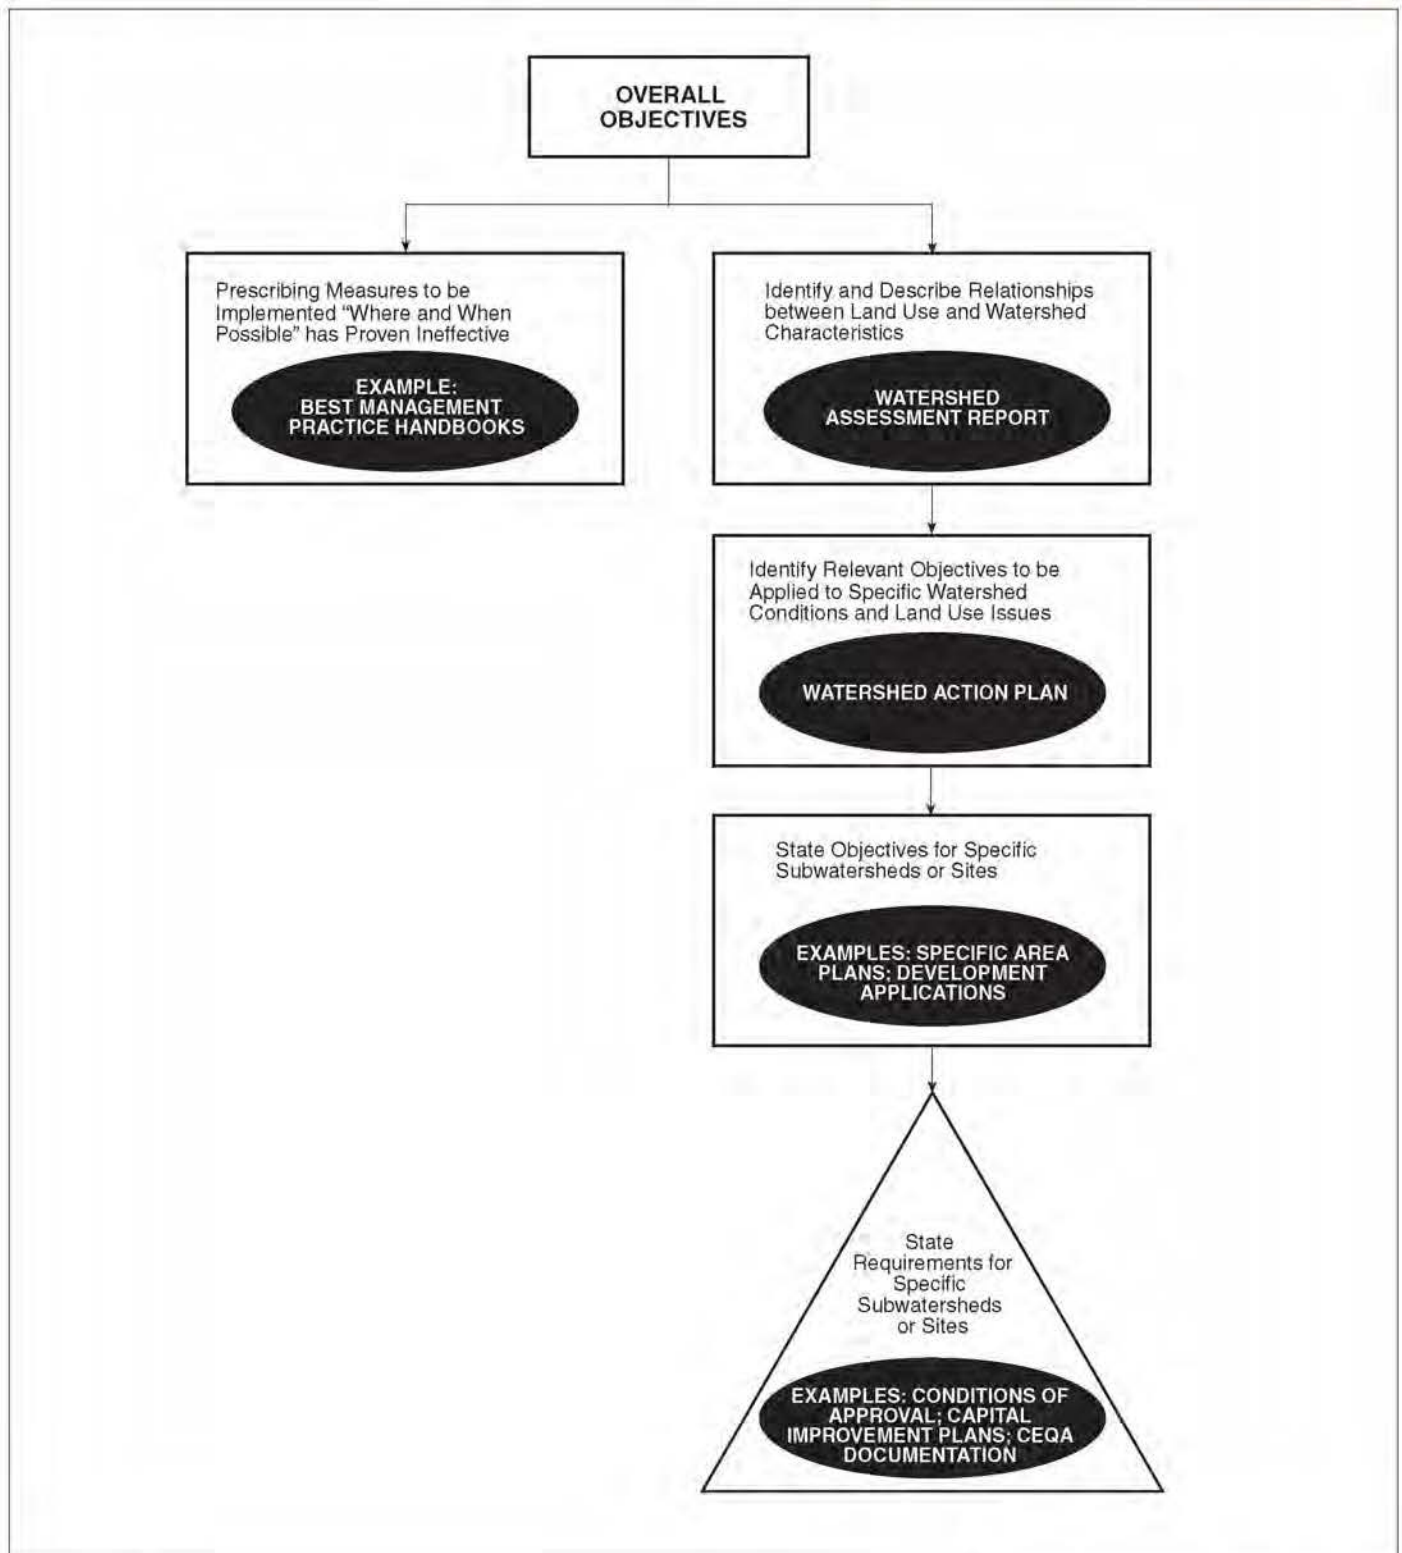 OVERALL
OBJECTIVES
Prescribing Measures to be
Implemented “Where and When
Possible” has Proven Ineffective
EXAMPLE:
BEST MANAGEMENT
PRACTICE HANDBOOKS
Identify and Describe Relationships
between Land Use and Watershed
Characteristics
WATERSHED
ASSESSMENT REPORT
Identify Relevant Objectives to be
Applied to Specific Watershed
Conditions and Land Use Issues
WATERSHED ACTION PLAN
State Objectives for Specific
Subwatersheds or Sites
EXAMPLES: SPECIFIC AREA
PLANS; DEVELOPMENT
APPLICATIONS
State
Requirements for
Specific
Subwatersheds
or Sites
EXAMPLES: CONDITIONS OF
APPROVAL; CAPITAL
IMPROVEMENT PLANS; CEQA
DOCUMENTATION